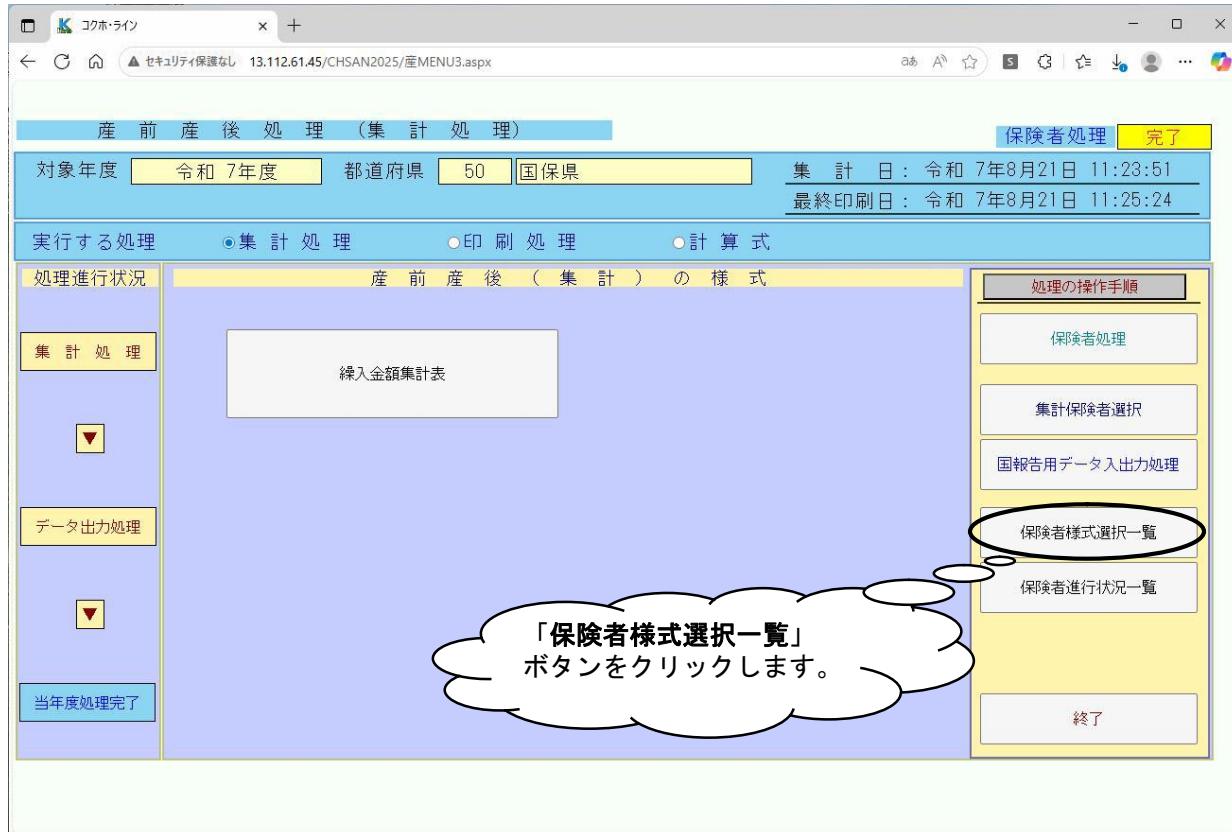 コクホ・ライン
セキュリティ保護なし 13.112.61.45/CHSAN2025/産MENU3.aspx
産前産後処理(集計処理)
保険者処理 完了
対象年度 令和 7年度 都道府県 50 国保県
集計日: 令和 7年8月21日 11:23:51
最終印刷日: 令和 7年8月21日 11:25:24
実行する処理 集計処理 印刷処理 計算式
処理進行状況
産前産後(集計)の様式
処理の操作手順
集計処理
▼
データ出力処理
▼
当年度処理完了
繰入金額集計表
保険者処理
集計保険者選択
国報告用データ入出力処理
保険者様式選択一覧
保険者進行状況一覧
終了
「保険者様式選択一覧」
ボタンをクリックします。